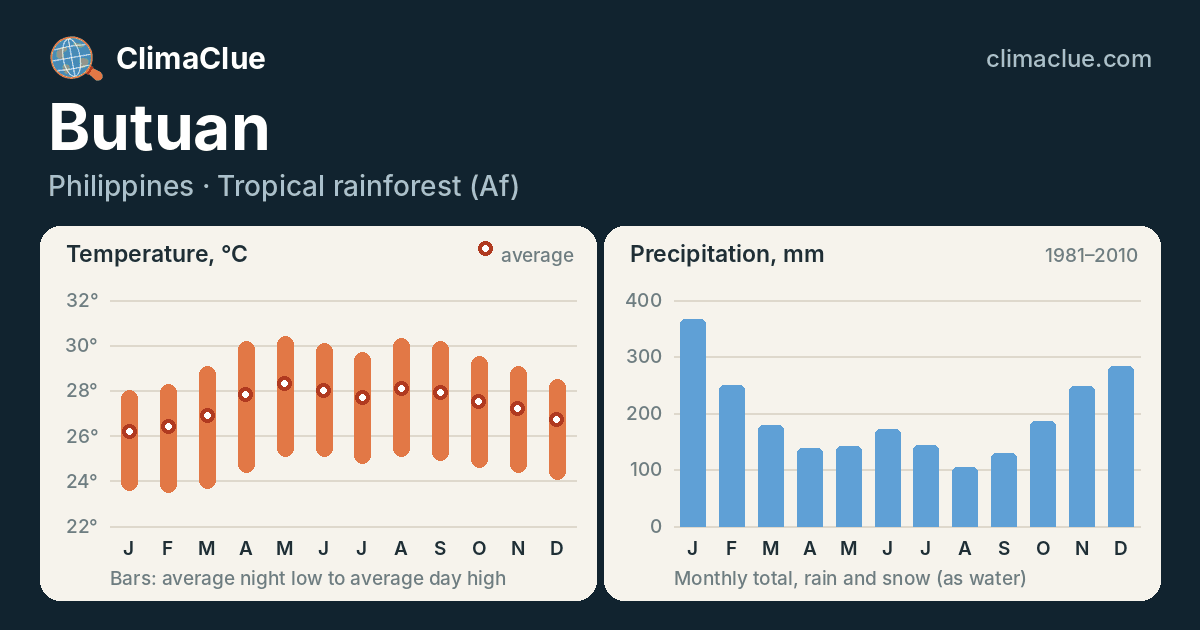 ClimaClue
climaclue.com
Butuan
Philippines · Tropical rainforest (Af)
Temperature, °C
average
32°
30°
28°
26°
24°
22°
J F M A M J J A S O N D
Bars: average night low to average day high
Precipitation, mm
1981–2010
400
300
200
100
0
J F M A M J J A S O N D
Monthly total, rain and snow (as water)